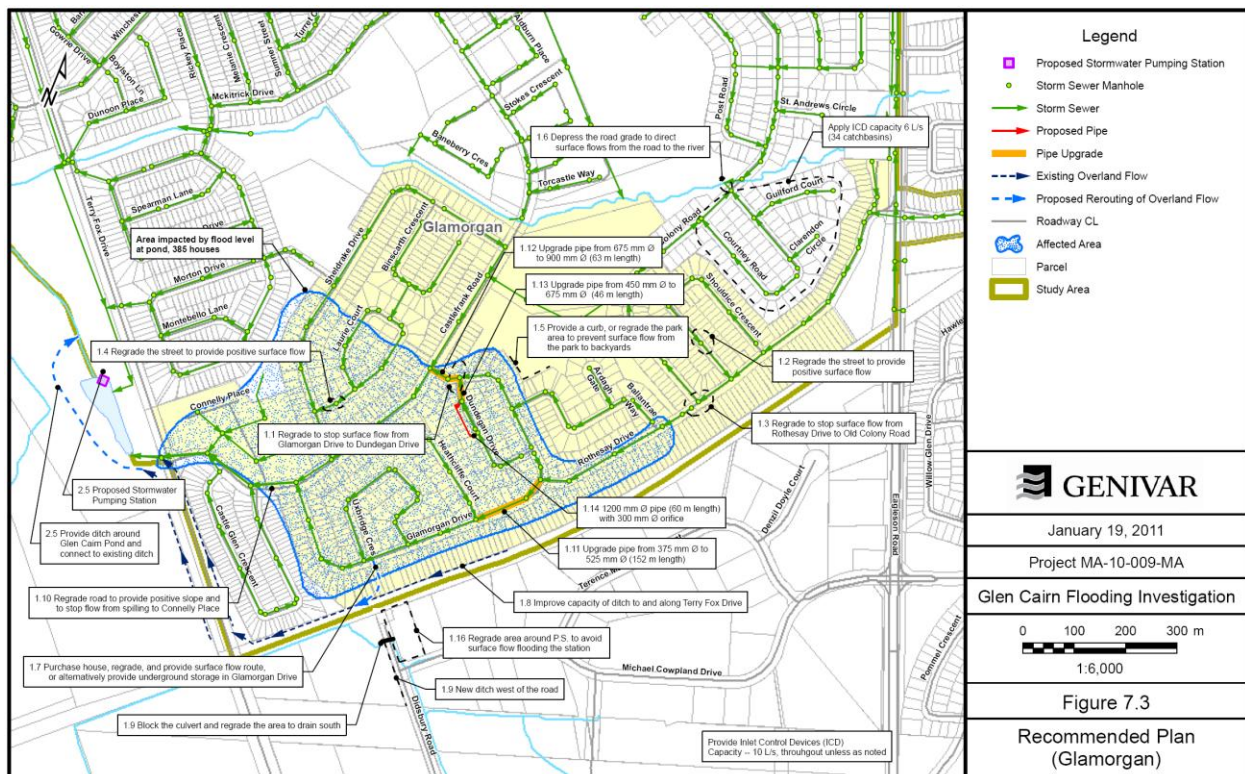 Gowrie Drive
Boylston Ln
Dunoon Place
Rickey Place
Melanie Crescent
Sumner Street
Mckitrick Drive
Aldburn Place
Stokes Crescent
Baneberry Cres
Torcastle Way
Post Road
St. Andrews Circle
N
1.6 Depress the road grade to direct
surface flows from the road to the river
Apply ICD capacity 6 L/s
(34 catchbasins)
Guilford Court
Clarendon
Circle
Courtney Road
Colony Road
Spearman Lane
Terry Fox Drive
Morton Drive
Montebello Lane
Area impacted by flood level
at pond, 385 houses
Sheldrake Drive
Binscarth Crescent
Glamorgan
Castlefrank Road
Laurie Court
Shouldice Crescent
1.12 Upgrade pipe from 675 mm Ø
to 900 mm Ø (63 m length)
1.13 Upgrade pipe from 450 mm Ø to
675 mm Ø (46 m length)
1.5 Provide a curb, or regrade the park
area to prevent surface flow from
the park to backyards
1.4 Regrade the street to provide positive surface flow
1.2 Regrade the street to provide
positive surface flow
Connelly Place
Ardagh
Gate
Ballantrae
Way
Dundegan Drive
Rothesay Drive
1.3 Regrade to stop surface flow from
Rothesay Drive to Old Colony Road
1.1 Regrade to stop surface flow from
Glamorgan Drive to Dundegan Drive
Heathcliffe Court
Willow Glen Drive
Denzil Doyle Court
Eagleson Road
2.5 Proposed Stormwater
Pumping Station
1.14 1200 mm Ø pipe (60 m length)
with 300 mm Ø orifice
Castle Glen Crescent
Uxbridge Cres
Glamorgan Drive
2.5 Provide ditch around
Glen Cairn Pond and
connect to existing ditch
1.11 Upgrade pipe from 375 mm Ø to
525 mm Ø (152 m length)
1.10 Regrade road to provide positive slope and
to stop flow from spilling to Connelly Place
1.8 Improve capacity of ditch to and along Terry Fox Drive
1.16 Regrade area around P.S. to avoid
surface flow flooding the station
1.7 Purchase house, regrade, and provide surface flow route,
or alternatively provide underground storage in Glamorgan Drive
Michael Cowpland Drive
Pommel Crescent
1.9 New ditch west of the road
1.9 Block the culvert and regrade the area to drain south
Didsbury Road
Provide Inlet Control Devices (ICD)
Capacity -- 10 L/s, throuhgout unless as noted
Legend
Proposed Stormwater Pumping Station
Storm Sewer Manhole
Storm Sewer
Proposed Pipe
Pipe Upgrade
Existing Overland Flow
Proposed Rerouting of Overland Flow
Roadway CL
Affected Area
Parcel
Study Area
GENIVAR
January 19, 2011
Project MA-10-009-MA
Glen Cairn Flooding Investigation
0 100 200 300 m
1:6,000
Figure 7.3
Recommended Plan
(Glamorgan)